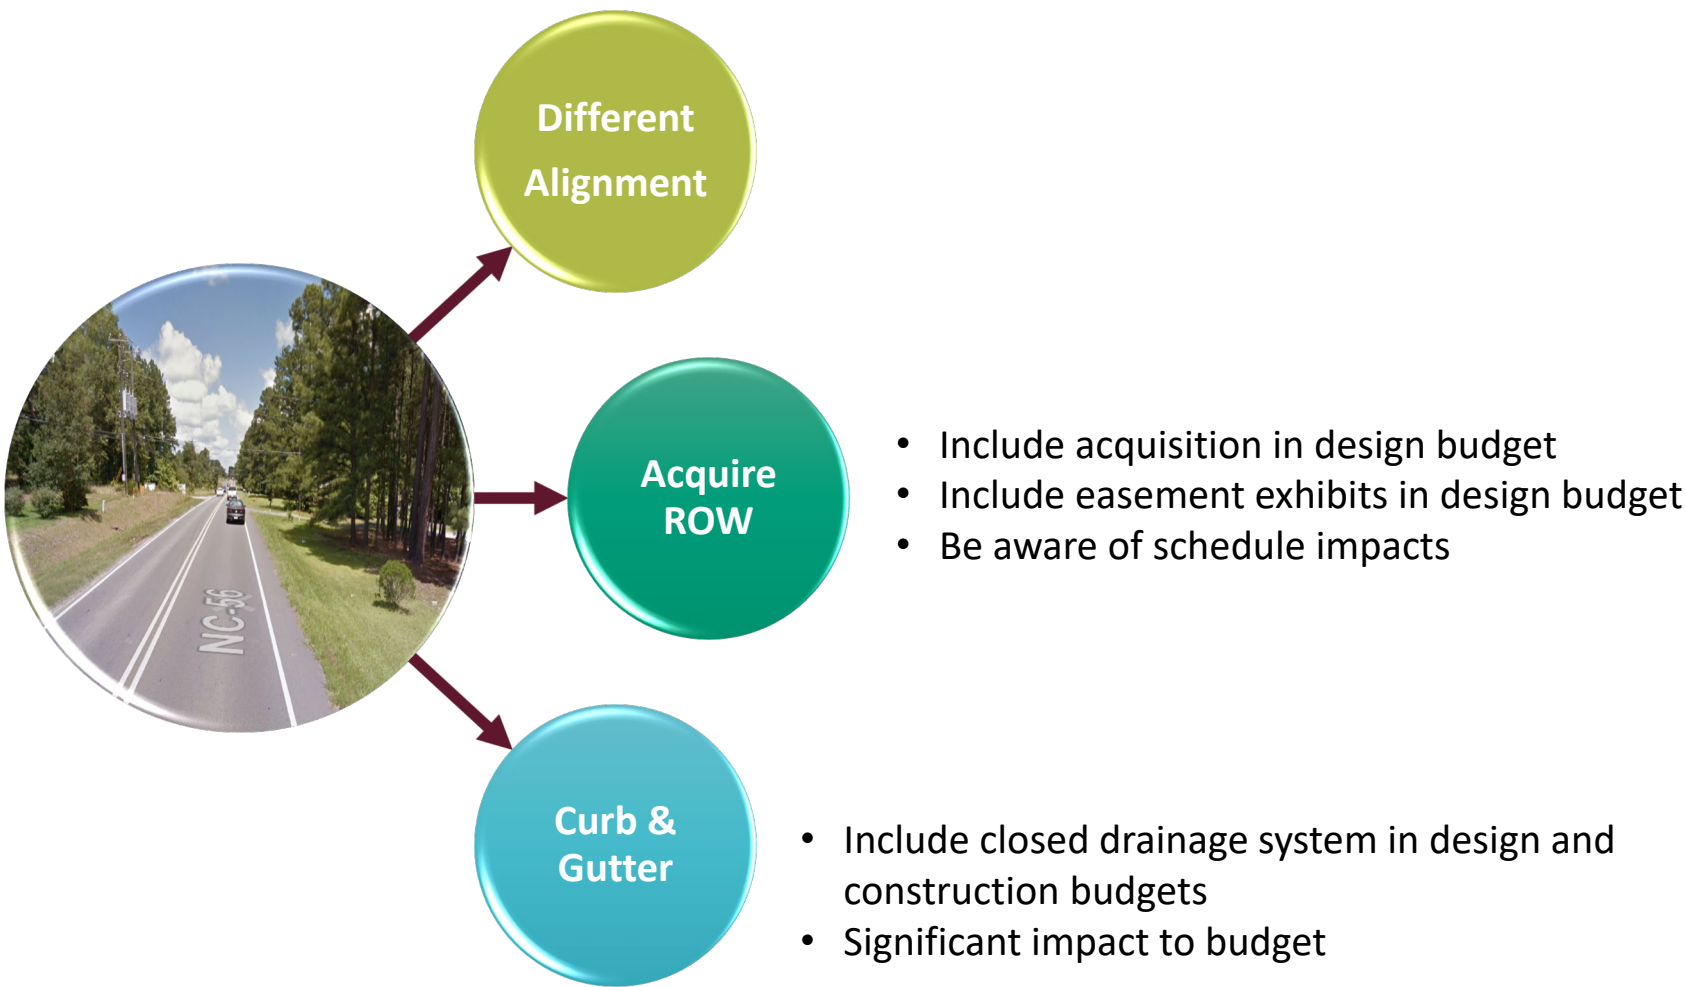 Different
Alignment
NC-56
Acquire
ROW
• Include acquisition in design budget
• Include easement exhibits in design budget
• Be aware of schedule impacts
Curb &
Gutter
• Include closed drainage system in design and
construction budgets
• Significant impact to budget